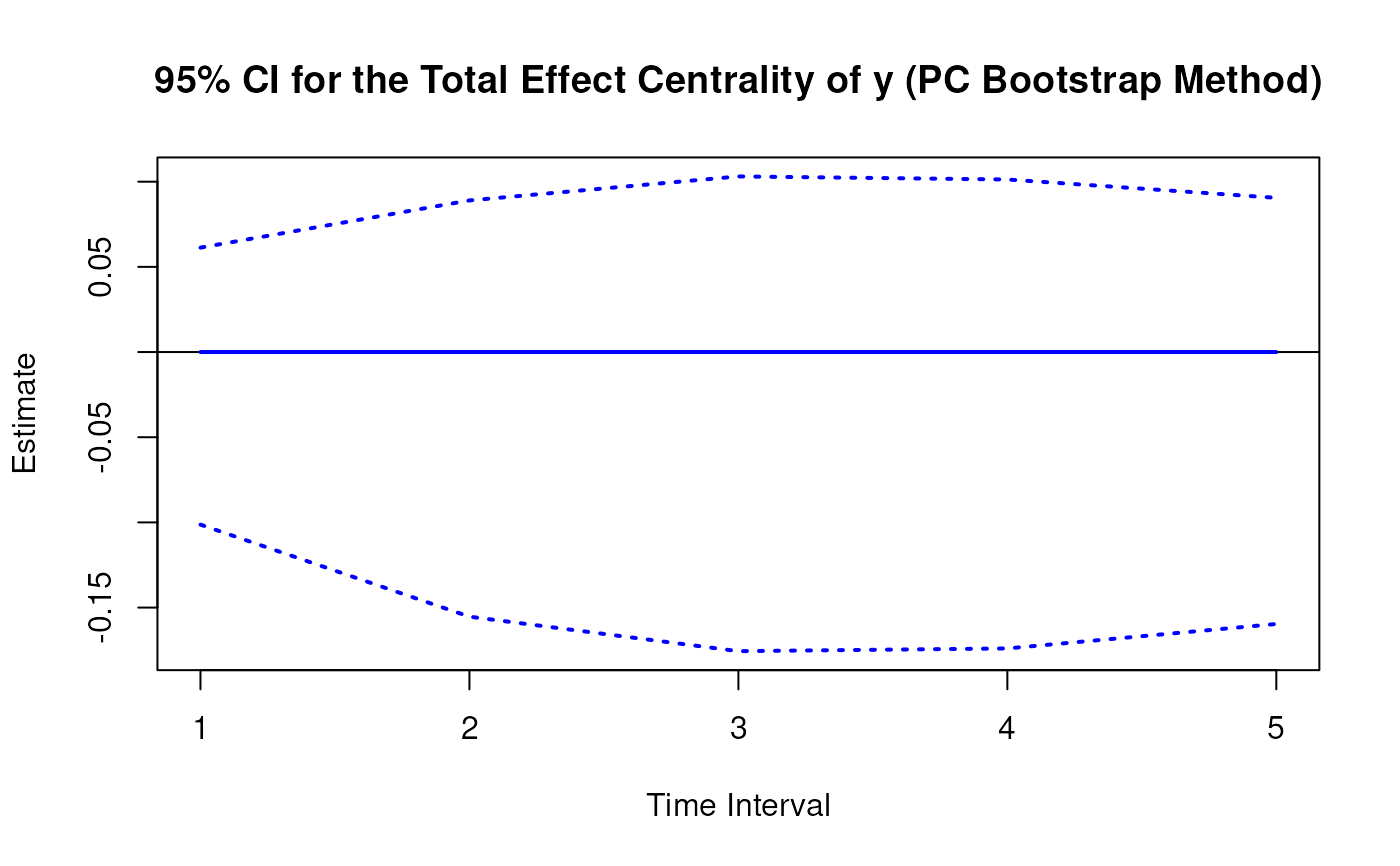 95% CI for the Total Effect Centrality of y (PC Bootstrap Method)
Estimate
0.05
-0.05
-0.15
1 2 3 4 5
Time Interval